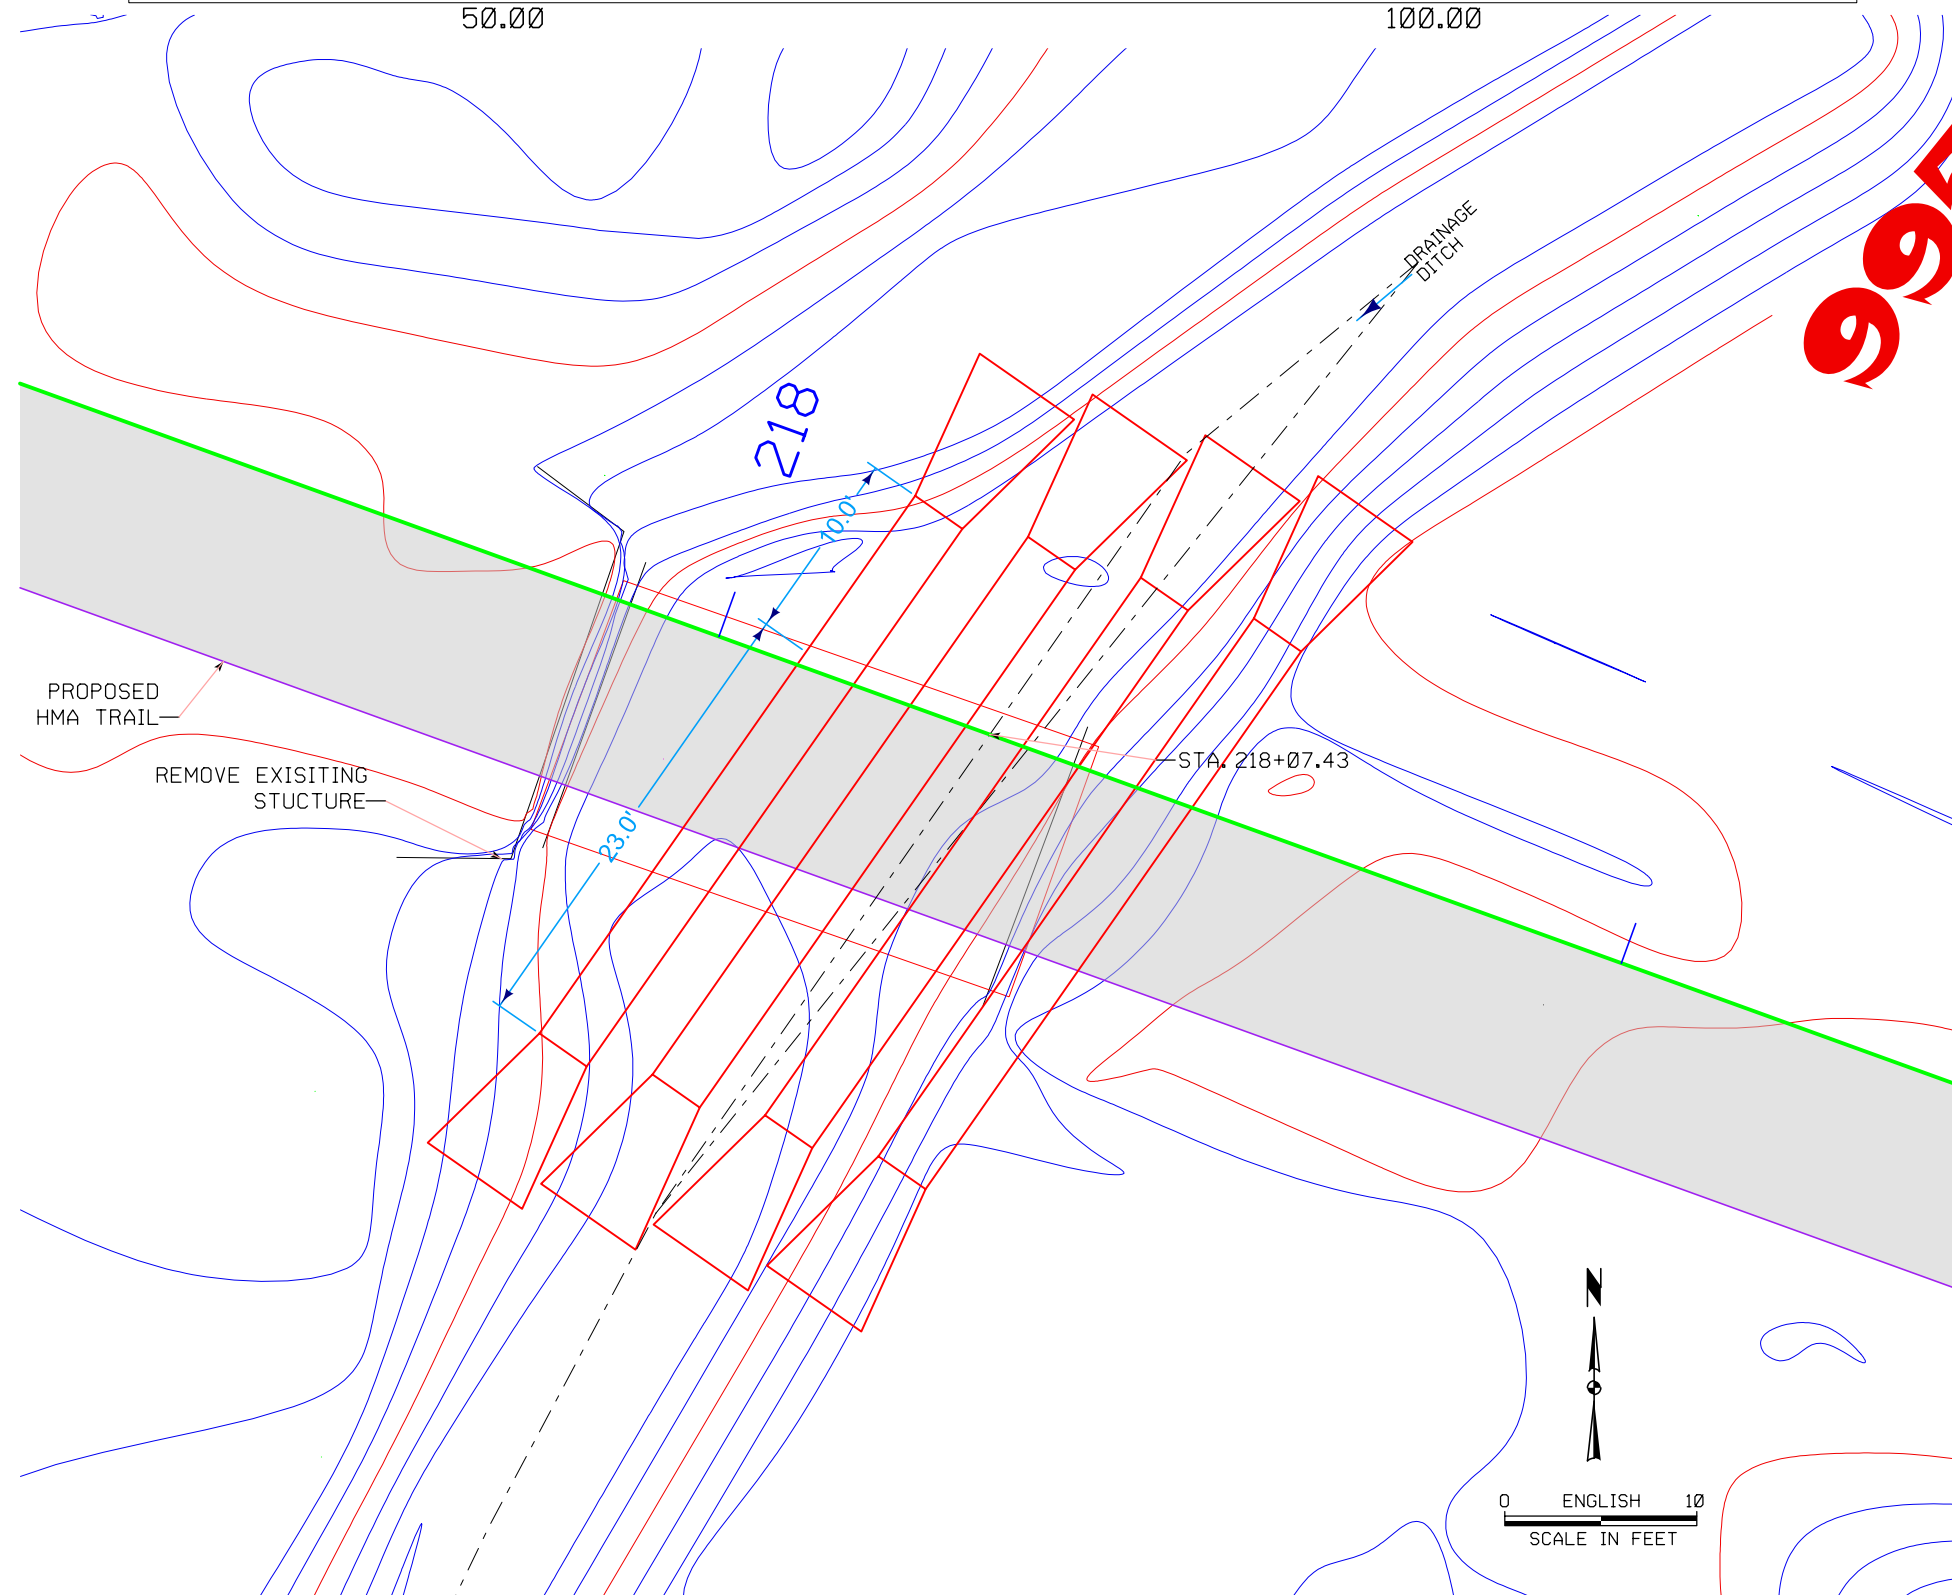 50.00 100.00
DRAINAGE
DITCH
995
218
10.0'
PROPOSED
HMA TRAIL
STA. 218+07.43
REMOVE EXISITING
STUCTURE
23.0'
N
0 ENGLISH 10
SCALE IN FEET